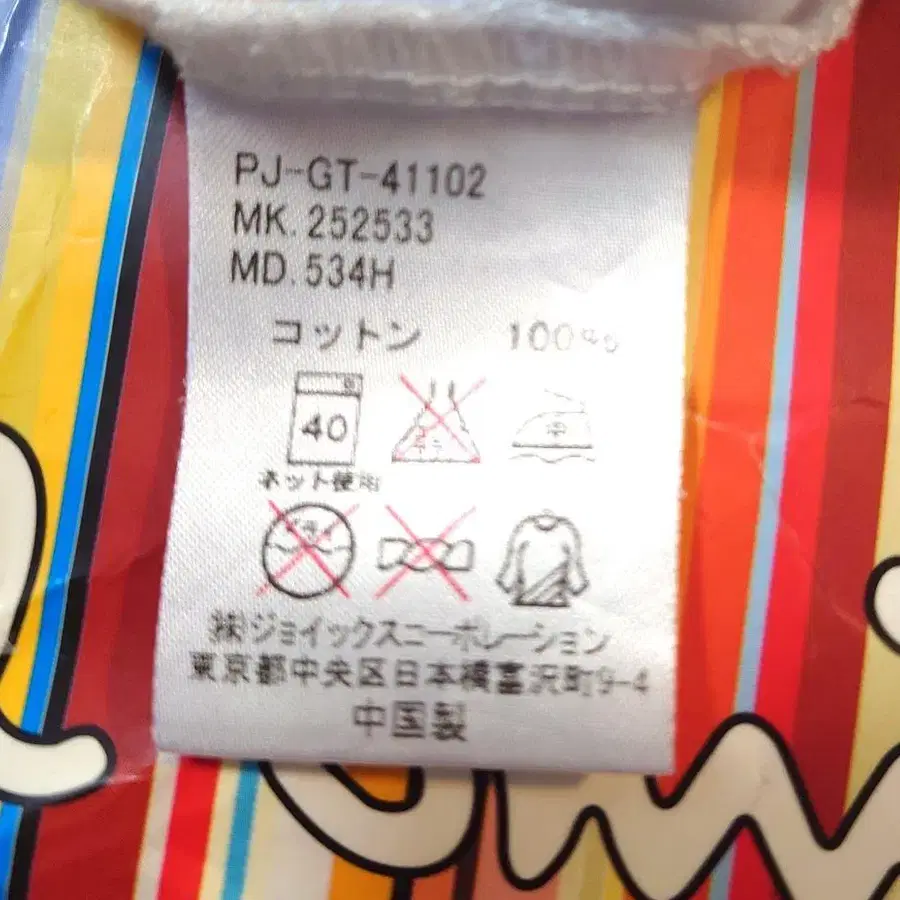 PJ-GT-41102
MK. 252533
MD. 534H
コットン 100%
40 中
ネット使用
㈱ジョイックスコーポレーション
東京都中央区日本橋富沢町9-4
中国製